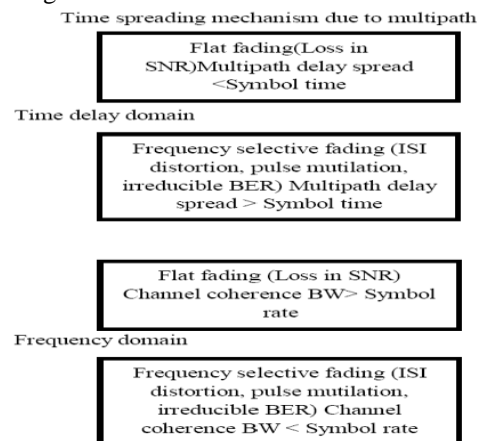 Time spreading mechanism due to multipath
Flat fading(Loss in
SNR)Multipath delay spread
<Symbol time
Time delay domain
Frequency selective fading (ISI
distortion, pulse mutilation,
irreducible BER) Multipath delay
spread > Symbol time
Flat fading (Loss in SNR)
Channel coherence BW> Symbol
rate
Frequency domain
Frequency selective fading (ISI
distortion, pulse mutilation,
irreducible BER) Channel
coherence BW < Symbol rate